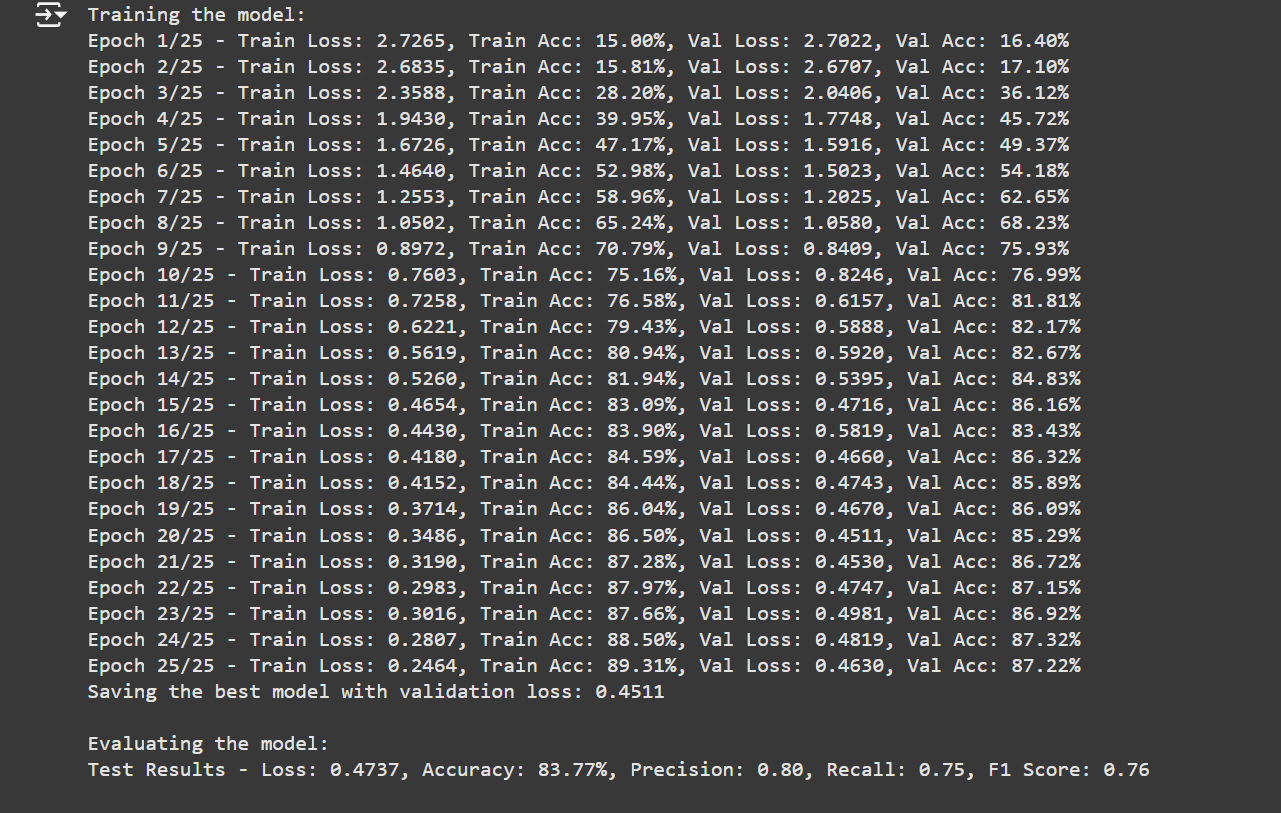 Training the model:
Epoch 1/25 - Train Loss: 2.7265, Train Acc: 15.00%, Val Loss: 2.7022, Val Acc: 16.40%
Epoch 2/25 - Train Loss: 2.6835, Train Acc: 15.81%, Val Loss: 2.6707, Val Acc: 17.10%
Epoch 3/25 - Train Loss: 2.3588, Train Acc: 28.20%, Val Loss: 2.0406, Val Acc: 36.12%
Epoch 4/25 - Train Loss: 1.9430, Train Acc: 39.95%, Val Loss: 1.7748, Val Acc: 45.72%
Epoch 5/25 - Train Loss: 1.6726, Train Acc: 47.17%, Val Loss: 1.5916, Val Acc: 49.37%
Epoch 6/25 - Train Loss: 1.4640, Train Acc: 52.98%, Val Loss: 1.5023, Val Acc: 54.18%
Epoch 7/25 - Train Loss: 1.2553, Train Acc: 58.96%, Val Loss: 1.2025, Val Acc: 62.65%
Epoch 8/25 - Train Loss: 1.0502, Train Acc: 65.24%, Val Loss: 1.0580, Val Acc: 68.23%
Epoch 9/25 - Train Loss: 0.8972, Train Acc: 70.79%, Val Loss: 0.8409, Val Acc: 75.93%
Epoch 10/25 - Train Loss: 0.7603, Train Acc: 75.16%, Val Loss: 0.8246, Val Acc: 76.99%
Epoch 11/25 - Train Loss: 0.7258, Train Acc: 76.58%, Val Loss: 0.6157, Val Acc: 81.81%
Epoch 12/25 - Train Loss: 0.6221, Train Acc: 79.43%, Val Loss: 0.5888, Val Acc: 82.17%
Epoch 13/25 - Train Loss: 0.5619, Train Acc: 80.94%, Val Loss: 0.5920, Val Acc: 82.67%
Epoch 14/25 - Train Loss: 0.5260, Train Acc: 81.94%, Val Loss: 0.5395, Val Acc: 84.83%
Epoch 15/25 - Train Loss: 0.4654, Train Acc: 83.09%, Val Loss: 0.4716, Val Acc: 86.16%
Epoch 16/25 - Train Loss: 0.4430, Train Acc: 83.90%, Val Loss: 0.5819, Val Acc: 83.43%
Epoch 17/25 - Train Loss: 0.4180, Train Acc: 84.59%, Val Loss: 0.4660, Val Acc: 86.32%
Epoch 18/25 - Train Loss: 0.4152, Train Acc: 84.44%, Val Loss: 0.4743, Val Acc: 85.89%
Epoch 19/25 - Train Loss: 0.3714, Train Acc: 86.04%, Val Loss: 0.4670, Val Acc: 86.09%
Epoch 20/25 - Train Loss: 0.3486, Train Acc: 86.50%, Val Loss: 0.4511, Val Acc: 85.29%
Epoch 21/25 - Train Loss: 0.3190, Train Acc: 87.28%, Val Loss: 0.4530, Val Acc: 86.72%
Epoch 22/25 - Train Loss: 0.2983, Train Acc: 87.97%, Val Loss: 0.4747, Val Acc: 87.15%
Epoch 23/25 - Train Loss: 0.3016, Train Acc: 87.66%, Val Loss: 0.4981, Val Acc: 86.92%
Epoch 24/25 - Train Loss: 0.2807, Train Acc: 88.50%, Val Loss: 0.4819, Val Acc: 87.32%
Epoch 25/25 - Train Loss: 0.2464, Train Acc: 89.31%, Val Loss: 0.4630, Val Acc: 87.22%
Saving the best model with validation loss: 0.4511
Evaluating the model:
Test Results - Loss: 0.4737, Accuracy: 83.77%, Precision: 0.80, Recall: 0.75, F1 Score: 0.76